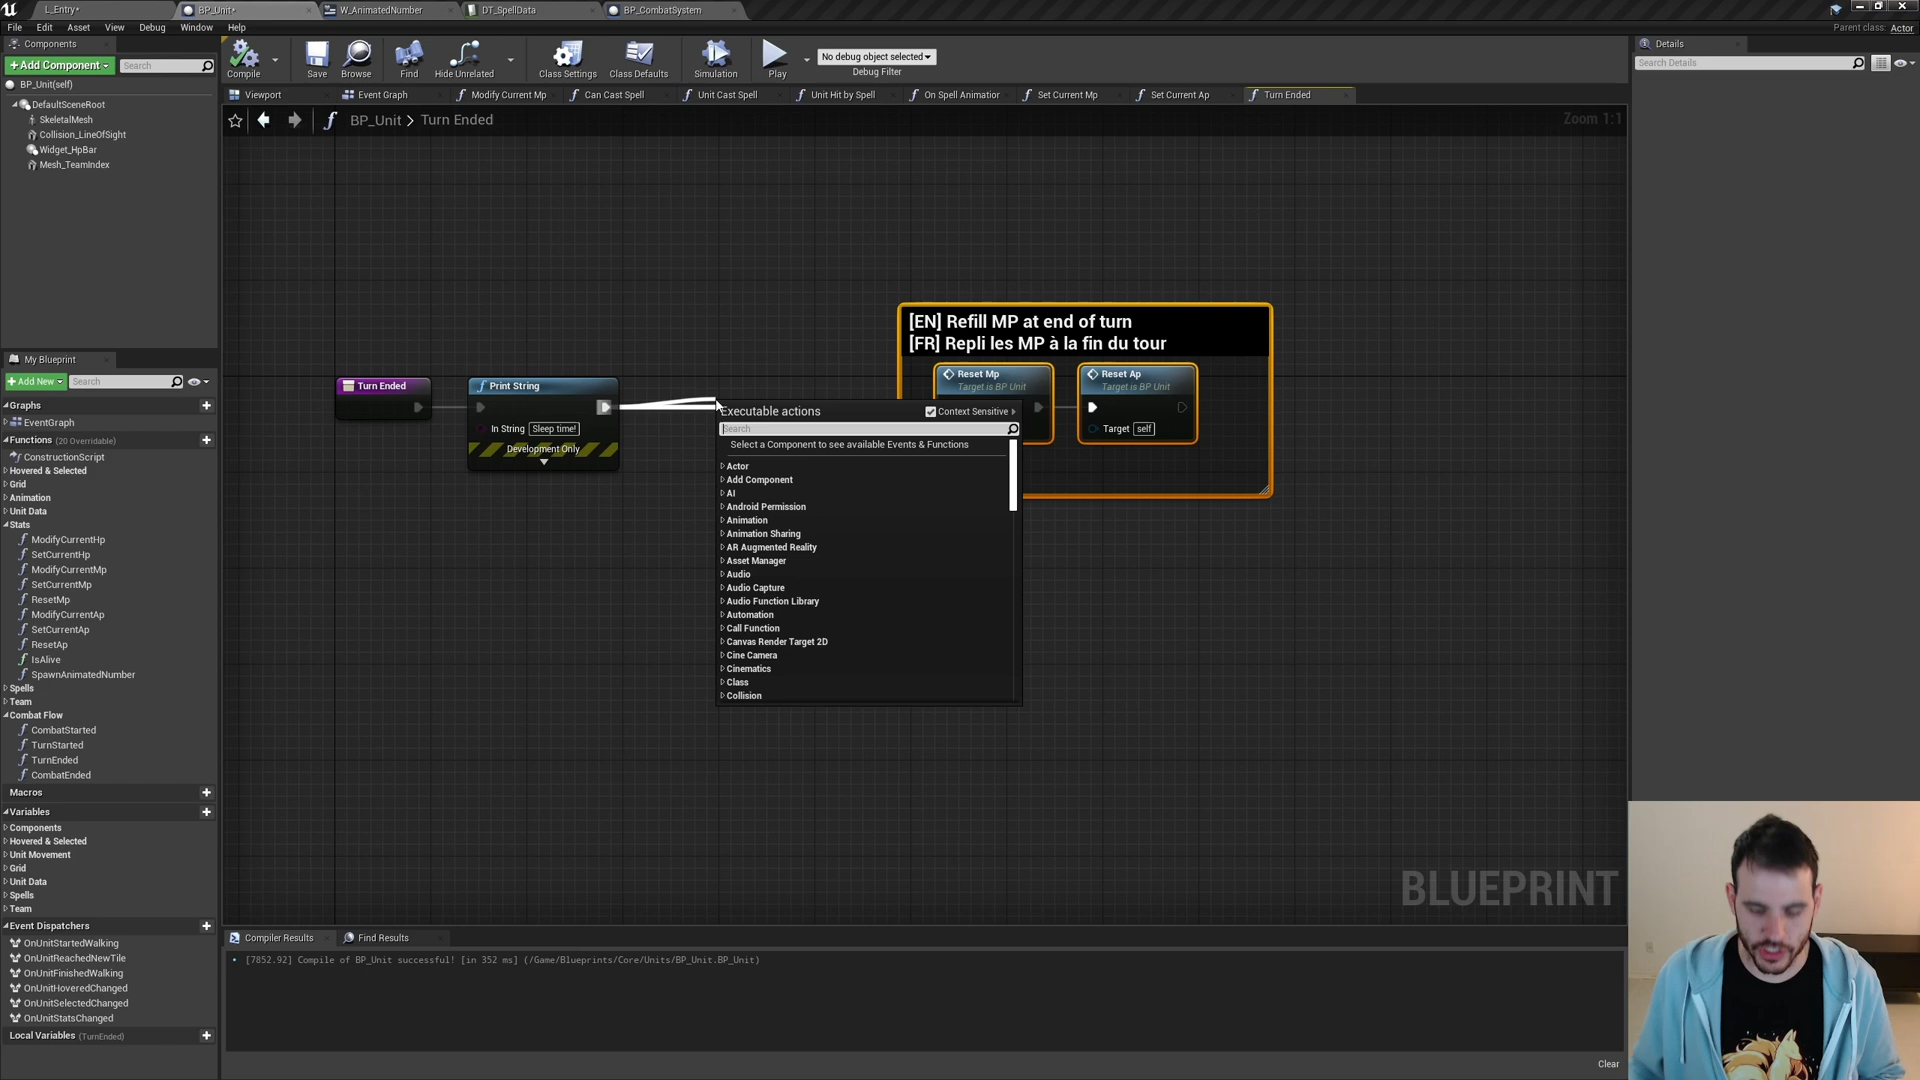 L_Entry*
BP_Unit*
W_AnimatedNumber
DT_SpellData
BP_CombatSystem
File
Edit
Asset
View
Debug
Window
Help
Parent class: Actor
Components
+Add Component
Search
BP_Unit(self)
DefaultSceneRoot
SkeletalMesh
Collision_LineOfSight
Widget_HpBar
Mesh_TeamIndex
Compile
Save
Browse
Find
Hide Unrelated
Class Settings
Class Defaults
Simulation
Play
No debug object selected
Debug Filter
Viewport
Event Graph
Modify Current Mp
Can Cast Spell
Unit Cast Spell
Unit Hit by Spell
On Spell Animatior
Set Current Mp
Set Current Ap
Turn Ended
BP_Unit > Turn Ended
Zoom 1:1
Details
Search Details
[EN] Refill MP at end of turn
[FR] Repli les MP à la fin du tour
Reset Mp
Target is BP Unit
Reset Ap
Target is BP Unit
Target self
Turn Ended
Print String
In String Sleep time!
Development Only
Executable actions
Context Sensitive
Search
Select a Component to see available Events & Functions
Actor
Add Component
AI
Android Permission
Animation
Animation Sharing
AR Augmented Reality
Asset Manager
Audio
Audio Capture
Audio Function Library
Automation
Call Function
Canvas Render Target 2D
Cine Camera
Cinematics
Class
Collision
My Blueprint
+Add New
Search
Graphs
EventGraph
Functions (20 Overridable)
ConstructionScript
Hovered & Selected
Grid
Animation
Unit Data
Stats
ModifyCurrentHp
SetCurrentHp
ModifyCurrentMp
SetCurrentMp
ResetMp
ModifyCurrentAp
SetCurrentAp
ResetAp
IsAlive
SpawnAnimatedNumber
Spells
Team
Combat Flow
CombatStarted
TurnStarted
TurnEnded
CombatEnded
Macros
Variables
Components
Hovered & Selected
Unit Movement
Grid
Unit Data
Spells
Team
Event Dispatchers
OnUnitStartedWalking
OnUnitReachedNewTile
OnUnitFinishedWalking
OnUnitHoveredChanged
OnUnitSelectedChanged
OnUnitStatsChanged
Local Variables (TurnEnded)
BLUEPRINT
Compiler Results
Find Results
[7852.92] Compile of BP_Unit successful! [in 352 ms] (/Game/Blueprints/Core/Units/BP_Unit.BP_Unit)
Clear